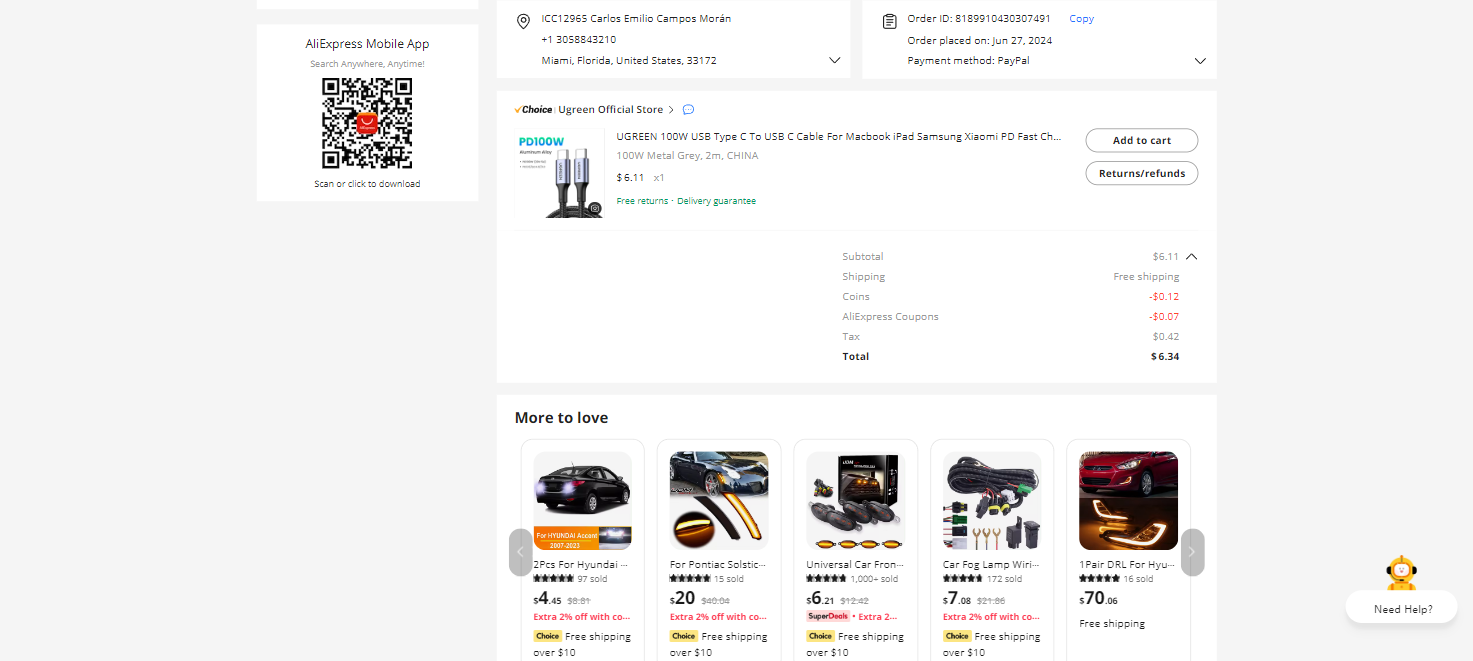 AliExpress Mobile App
Search Anywhere, Anytime!
Scan or click to download
ICC12965 Carlos Emilio Campos Morán
+1 3058843210
Miami, Florida, United States, 33172
Order ID: 8189910430307491 Copy
Order placed on: Jun 27, 2024
Payment method: PayPal
Choice Ugreen Official Store
PD100W
Aluminum Alloy
UGREEN 100W USB Type C To USB C Cable For Macbook iPad Samsung Xiaomi PD Fast Ch...
100W Metal Grey, 2m, CHINA
$6.11 x1
Free returns · Delivery guarantee
Add to cart
Returns/refunds
Subtotal $6.11
Shipping Free shipping
Coins -$0.12
AliExpress Coupons -$0.07
Tax $0.42
Total $6.34
More to love
For HYUNDAI Accent
2007-2023
2Pcs For Hyundai ...
97 sold
$4.45 $8.81
Extra 2% off with co...
Choice Free shipping
over $10
For Pontiac Solstic...
15 sold
$20 $40.04
Extra 2% off with co...
Choice Free shipping
over $10
Universal Car Fron...
1,000+ sold
$6.21 $12.42
SuperDeals • Extra 2...
Choice Free shipping
over $10
Car Fog Lamp Wiri...
172 sold
$7.08 $21.86
Extra 2% off with co...
Choice Free shipping
over $10
1Pair DRL For Hyu...
16 sold
$70.06
Free shipping
Need Help?